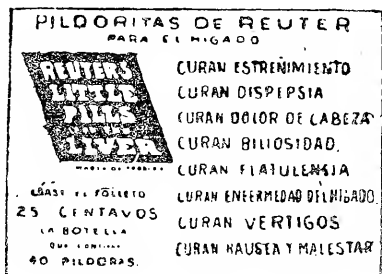 PILDORITAS DE REUTER
PARA EL HIGADO
REUTER'S
LITTLE
PILLS
LIVER
EL FOLLETO
25 CENTAVOS
LA BOTELLA
QUE
40 PILDORAS.
CURAN ESTREÑIMIENTO
CURAN DISPEPSIA
CURAN DOLOR DE CABEZA
CURAN BILIOSIDAD.
CURAN FLATULENSIA
CURAN ENFERMEDAD DEL HIGADO.
CURAN VERTIGOS
CURAN NAUSEA Y MALESTAR